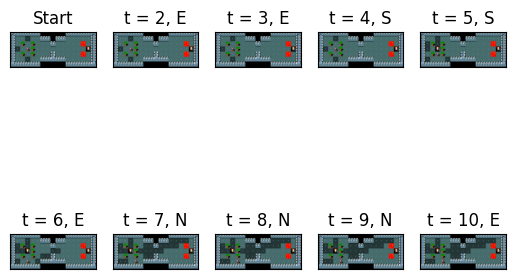 Start
t = 2, E
t = 3, E
t = 4, S
t = 5, S
t = 6, E
t = 7, N
t = 8, N
t = 9, N
t = 10, E